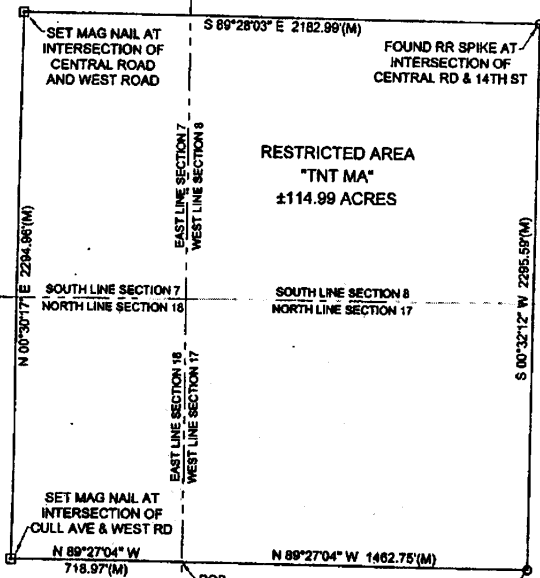 S 89°28'03" E 2182.99'(M)
SET MAG NAIL AT
INTERSECTION OF
CENTRAL ROAD
AND WEST ROAD
FOUND RR SPIKE AT
INTERSECTION OF
CENTRAL RD & 14TH ST
EAST LINE SECTION 7
WEST LINE SECTION 8
RESTRICTED AREA
"TNT MA"
±114.99 ACRES
N 00°30'17" E 2294.96'(M)
S 00°32'12" W 2295.59'(M)
SOUTH LINE SECTION 7
NORTH LINE SECTION 18
SOUTH LINE SECTION 8
NORTH LINE SECTION 17
EAST LINE SECTION 18
WEST LINE SECTION 17
SET MAG NAIL AT
INTERSECTION OF
CULL AVE & WEST RD
N 89°27'04" W
718.97'(M)
N 89°27'04" W 1462.75'(M)